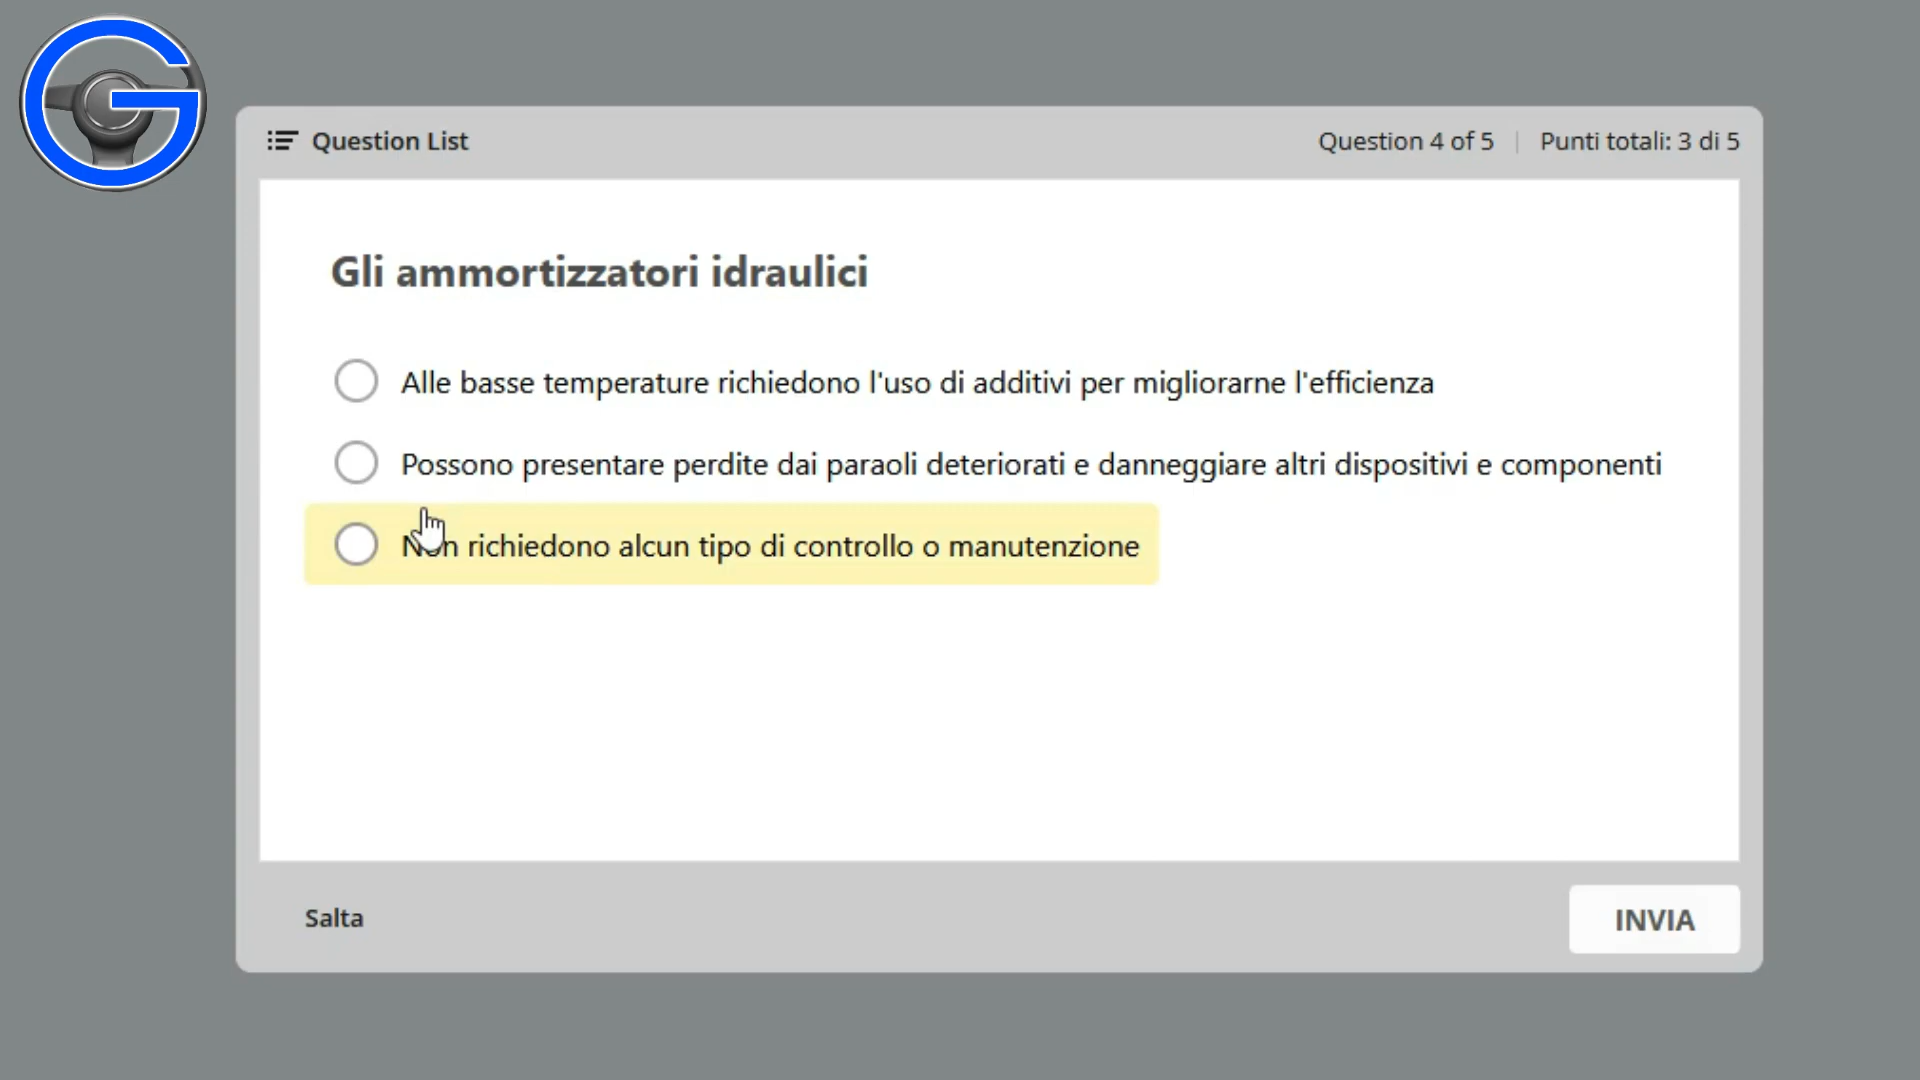 G
Question List
Question 4 of 5 | Punti totali: 3 di 5
Gli ammortizzatori idraulici
Alle basse temperature richiedono l'uso di additivi per migliorarne l'efficienza
Possono presentare perdite dai paraoli deteriorati e danneggiare altri dispositivi e componenti
Non richiedono alcun tipo di controllo o manutenzione
Salta
INVIA